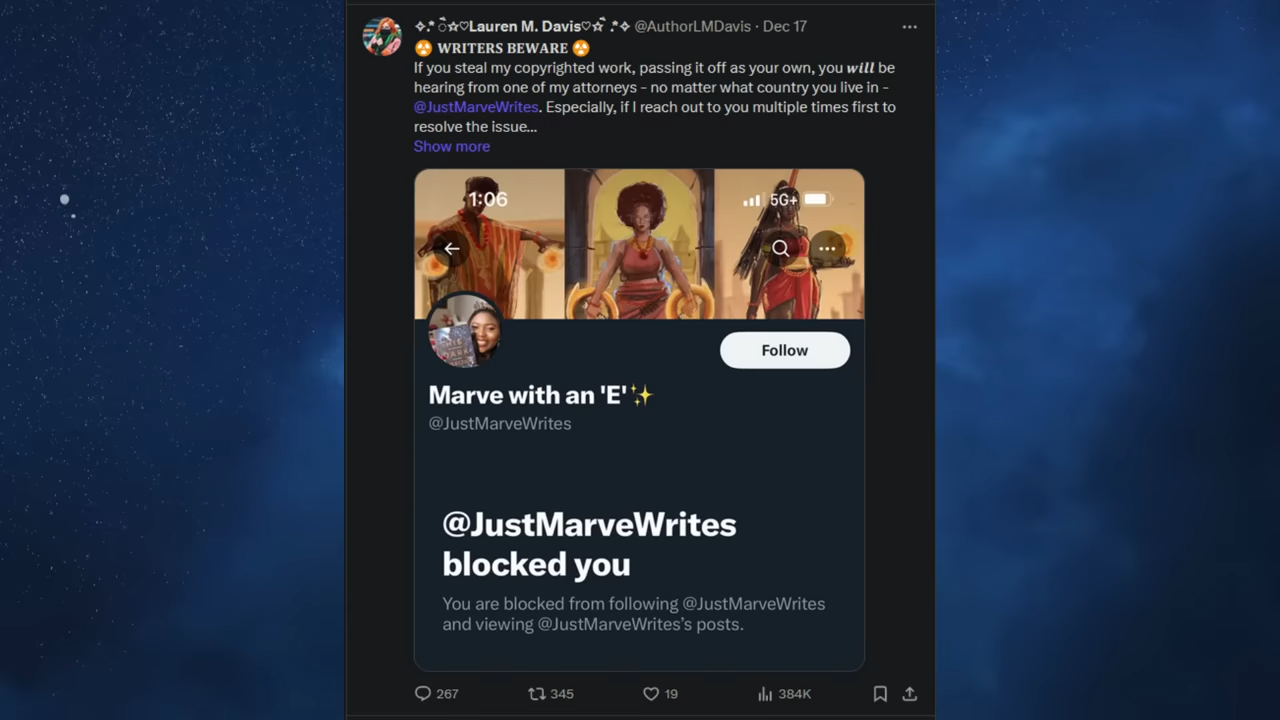 ✧.* ༶☆♡Lauren M. Davis♡☆༶ .*✧ @AuthorLMDavis · Dec 17
☢ WRITERS BEWARE ☢
If you steal my copyrighted work, passing it off as your own, you will be
hearing from one of my attorneys - no matter what country you live in -
@JustMarveWrites. Especially, if I reach out to you multiple times first to
resolve the issue...
Show more
1:06
5G+
Follow
Marve with an 'E'✨
@JustMarveWrites
@JustMarveWrites
blocked you
You are blocked from following @JustMarveWrites
and viewing @JustMarveWrites's posts.
267 345 19 384K